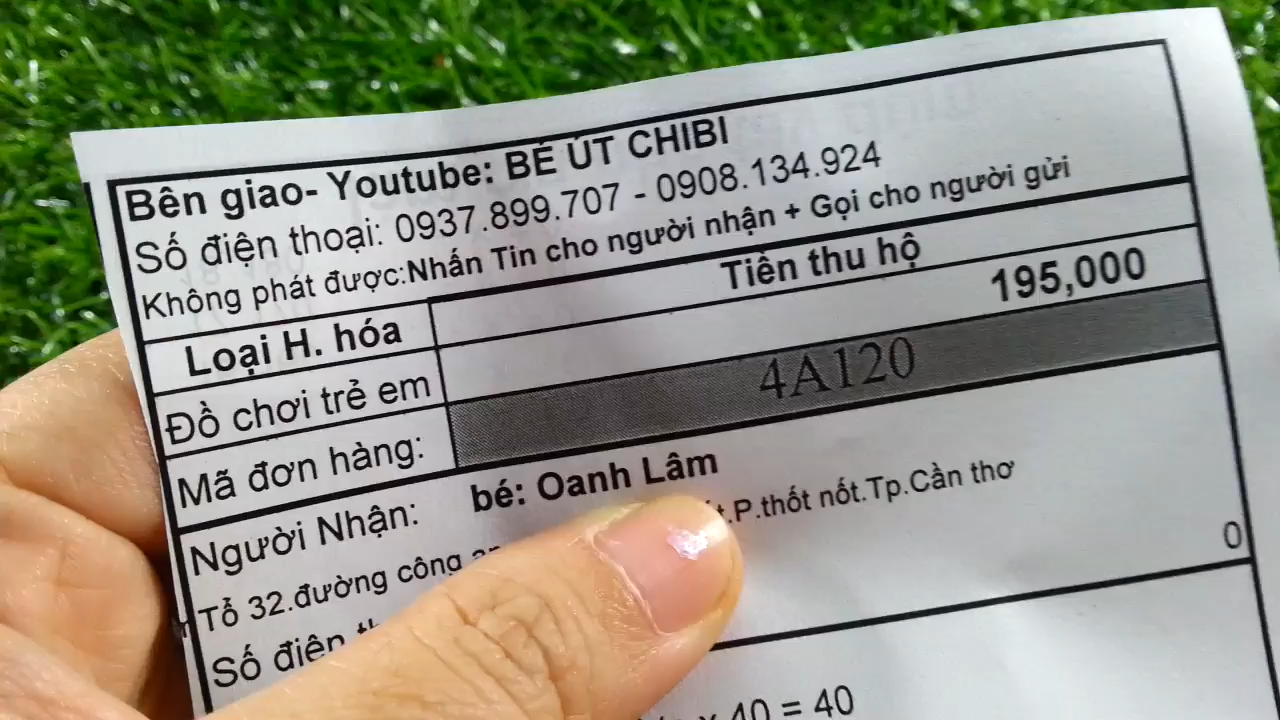 Bên giao- Youtube: BÉ ÚT CHIBI
Số điện thoại: 0937.899.707 - 0908.134.924
Không phát được:Nhấn Tin cho người nhận + Gọi cho người gửi
Loại H. hóa Tiền thu hộ
Đồ chơi trẻ em 195,000
Mã đơn hàng: 4A120
Người Nhận: bé: Oanh Lâm
Tổ 32.đường công .P.thốt nốt.Tp.Cần thơ
Số điện 0
x 40 = 40